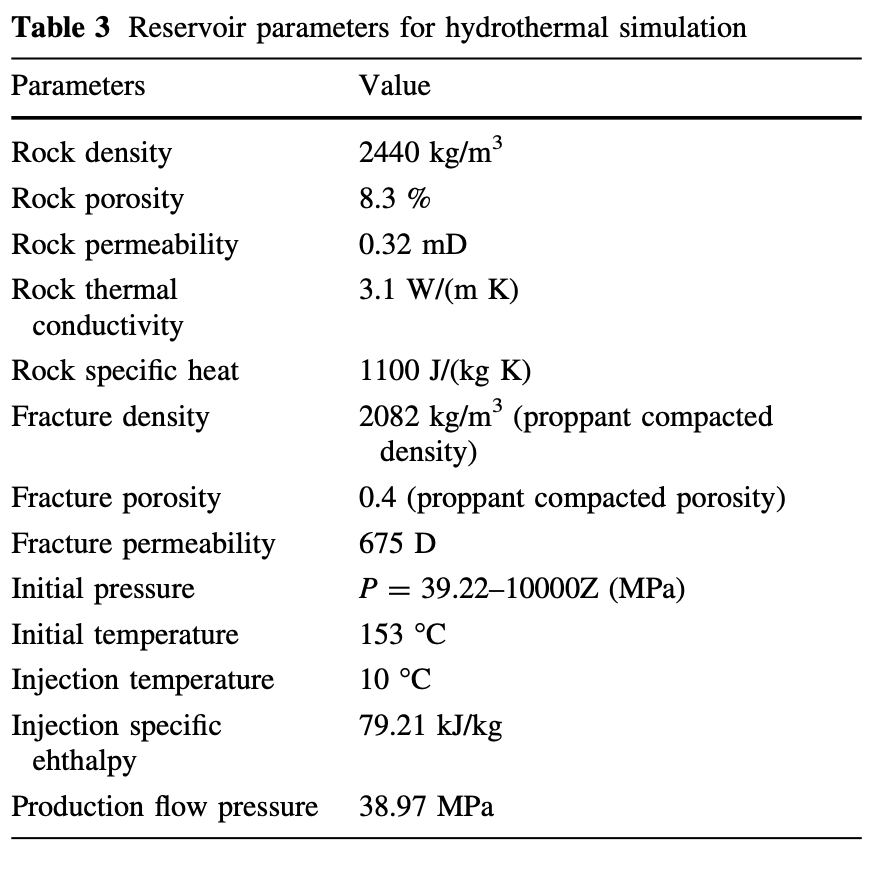 Table 3 Reservoir parameters for hydrothermal simulation
Parameters Value
Rock density 2440 kg/m³
Rock porosity 8.3 %
Rock permeability 0.32 mD
Rock thermal 3.1 W/(m K)
conductivity
Rock specific heat 1100 J/(kg K)
Fracture density 2082 kg/m³ (proppant compacted
density)
Fracture porosity 0.4 (proppant compacted porosity)
Fracture permeability 675 D
Initial pressure P = 39.22–10000Z (MPa)
Initial temperature 153 °C
Injection temperature 10 °C
Injection specific 79.21 kJ/kg
ehthalpy
Production flow pressure 38.97 MPa